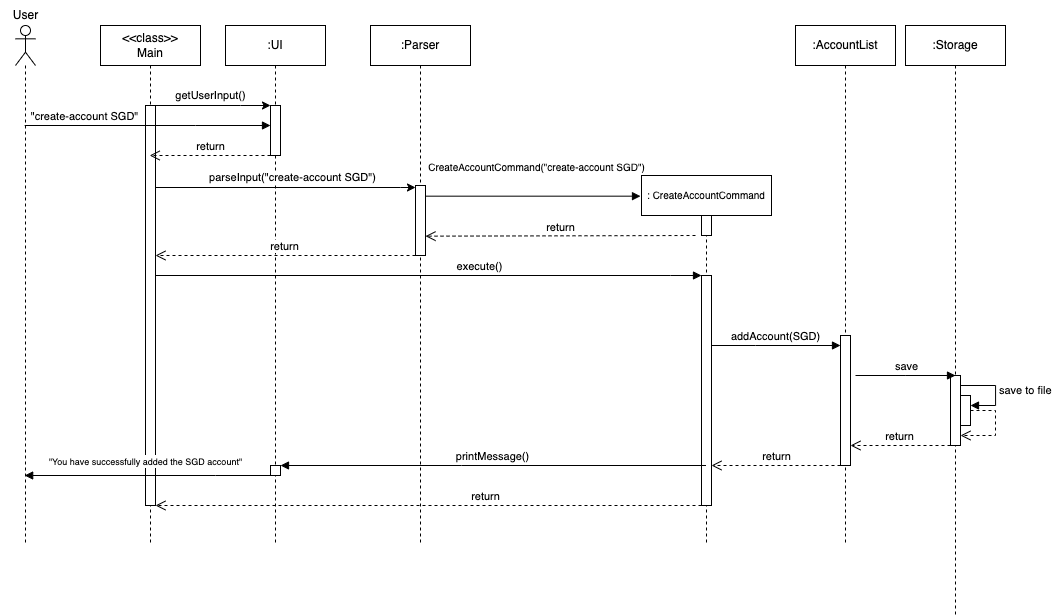 User
<<class>>
Main
:UI
:Parser
:AccountList
:Storage
getUserInput()
"create-account SGD"
return
parseInput("create-account SGD")
CreateAccountCommand("create-account SGD")
: CreateAccountCommand
return
return
execute()
addAccount(SGD)
save
save to file
return
"You have successfully added the SGD account"
printMessage()
return
return